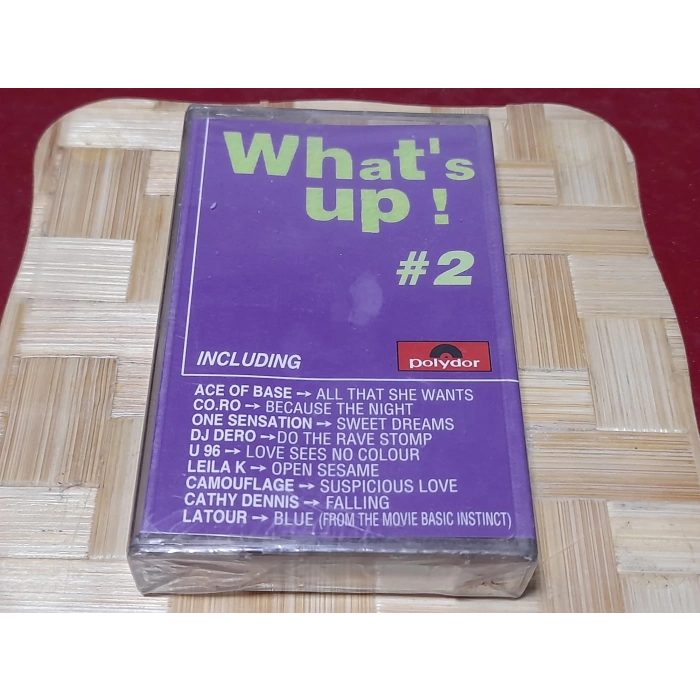 What's
up !
#2
INCLUDING
polydor
ACE OF BASE → ALL THAT SHE WANTS
CO.RO → BECAUSE THE NIGHT
ONE SENSATION → SWEET DREAMS
DJ DERO → DO THE RAVE STOMP
U 96 → LOVE SEES NO COLOUR
LEILA K → OPEN SESAME
CAMOUFLAGE → SUSPICIOUS LOVE
CATHY DENNIS → FALLING
LATOUR → BLUE (FROM THE MOVIE BASIC INSTINCT)